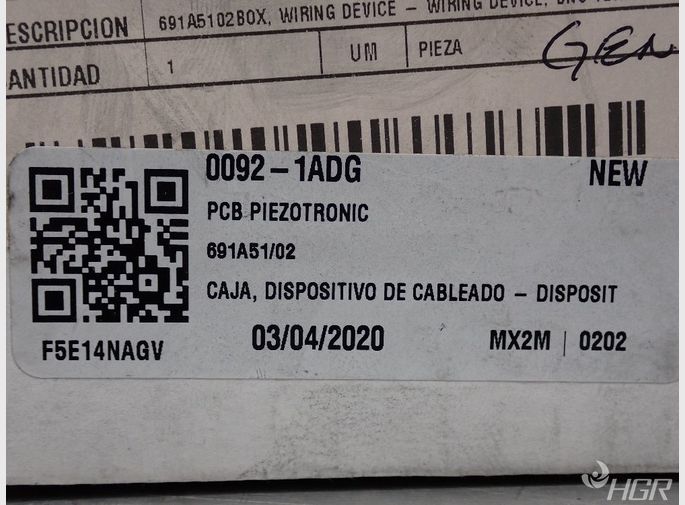 ESCRIPCION 691A5102BOX, WIRING DEVICE – WIRING DEVICE,
ANTIDAD 1 UM PIEZA
0092-1ADG NEW
PCB PIEZOTRONIC
691A51/02
CAJA, DISPOSITIVO DE CABLEADO – DISPOSIT
F5E14NAGV 03/04/2020 MX2M | 0202
HGR